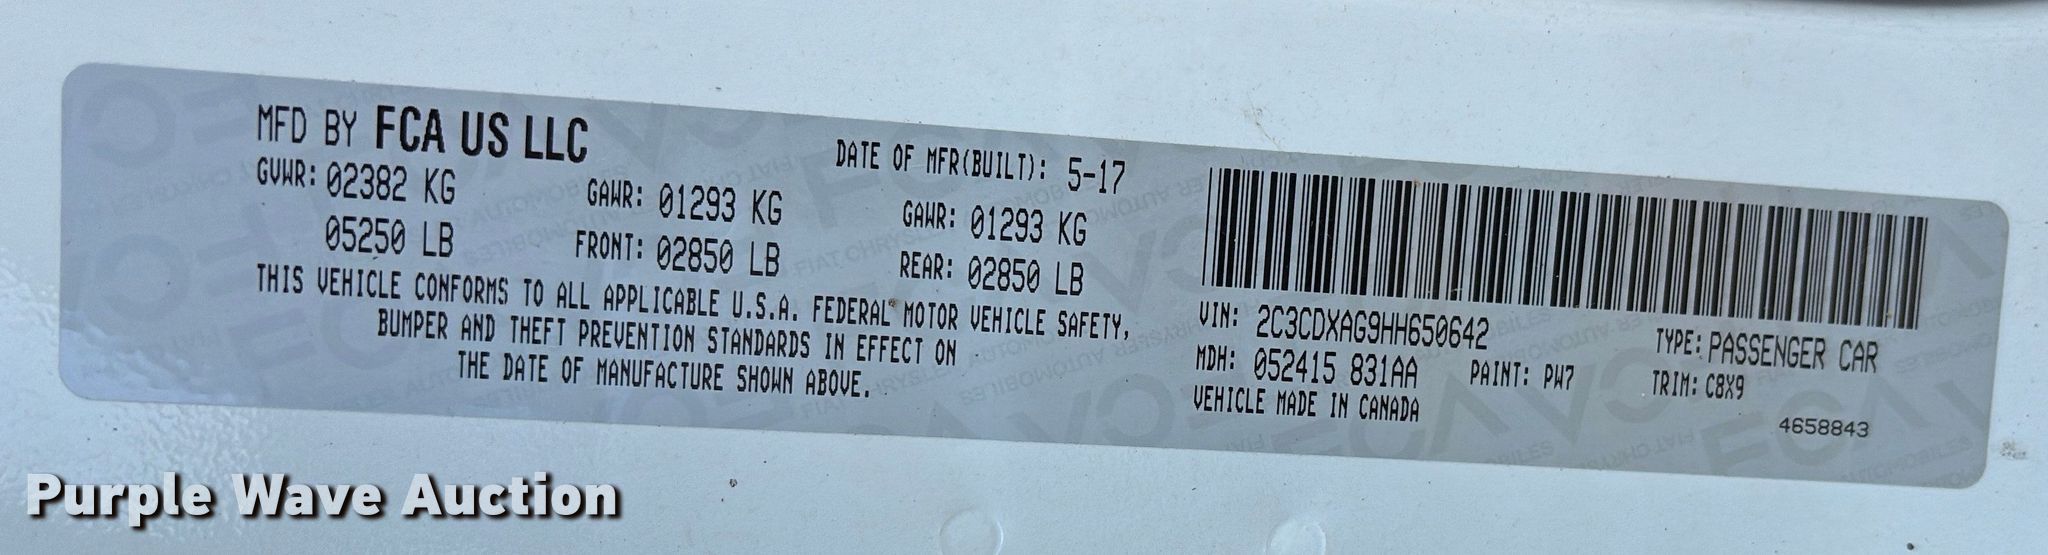 MFD BY FCA US LLC
DATE OF MFR(BUILT): 5-17
GVWR: 02382 KG
05250 LB
GAWR: 01293 KG
FRONT: 02850 LB
GAWR: 01293 KG
REAR: 02850 LB
THIS VEHICLE CONFORMS TO ALL APPLICABLE U.S.A. FEDERAL MOTOR VEHICLE SAFETY,
BUMPER AND THEFT PREVENTION STANDARDS IN EFFECT ON
THE DATE OF MANUFACTURE SHOWN ABOVE.
VIN: 2C3CDXAG9HH650642
TYPE: PASSENGER CAR
MDH: 052415 831AA
PAINT: PW7
TRIM: C8X9
VEHICLE MADE IN CANADA
4658843
Purple Wave Auction